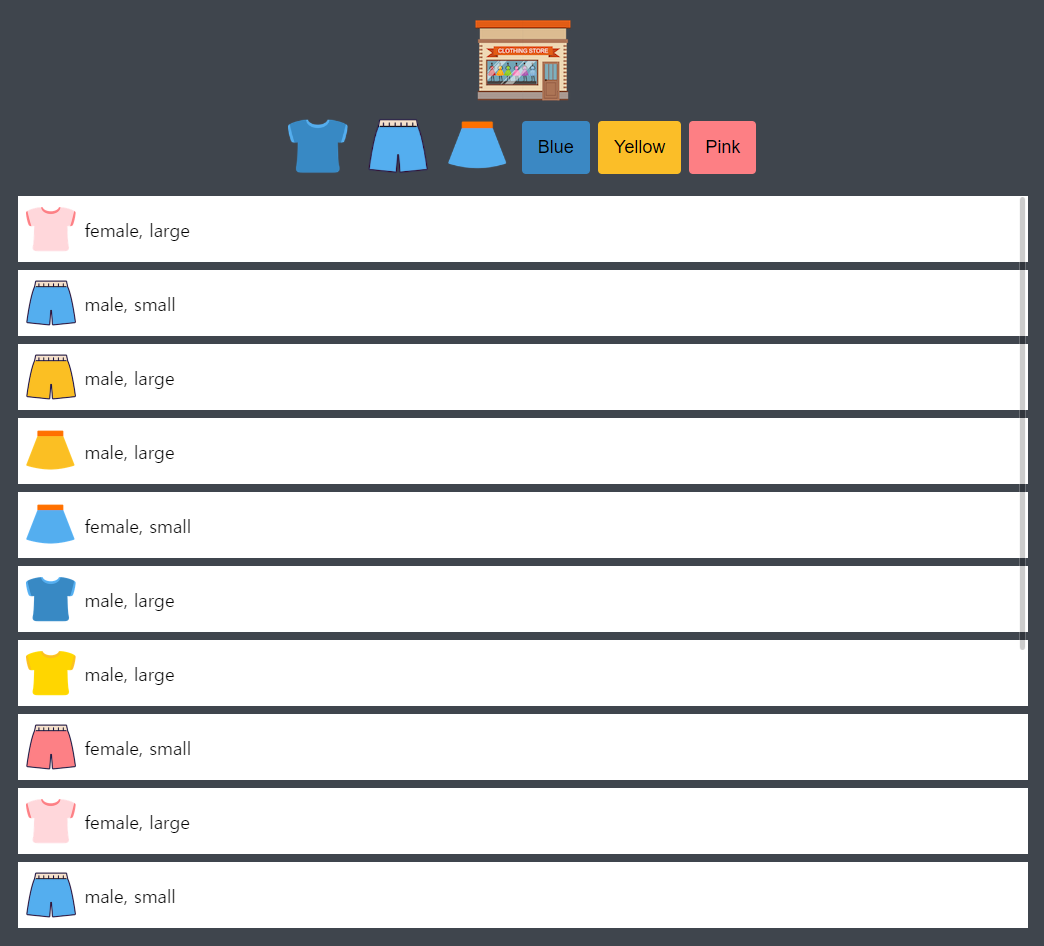 CLOTHING STORE
Blue
Yellow
Pink
female, large
male, small
male, large
male, large
female, small
male, large
male, large
female, small
female, large
male, small